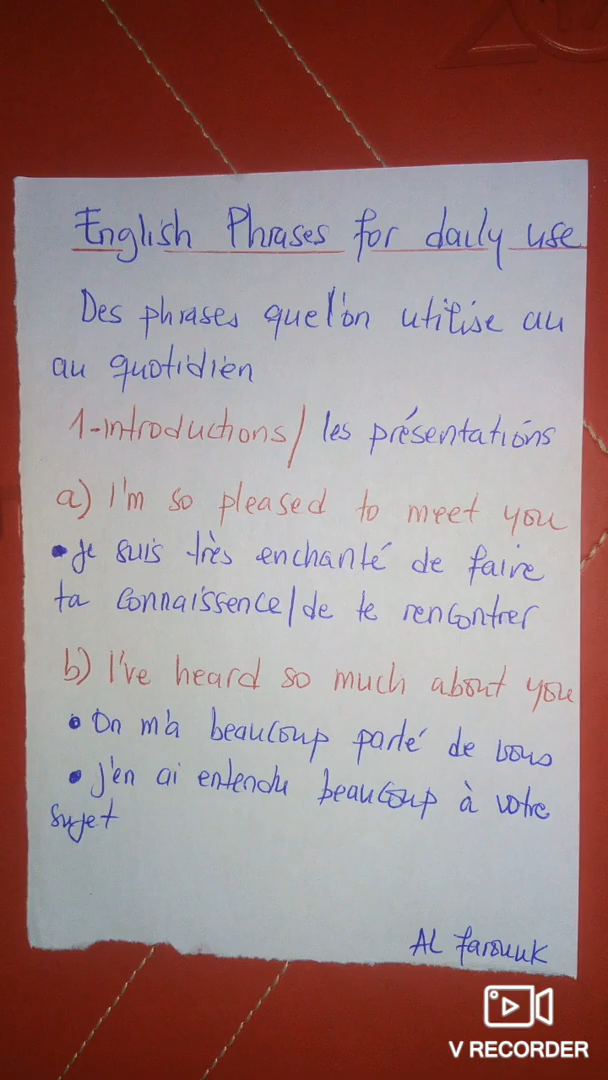 English Phrases for daily use
Des phrases que l'on utilise au
au quotidien
1-introductions/ les présentations
a) I'm so pleased to meet you
• je suis très enchanté de faire
ta connaissence/de te rencontrer
b) I've heard so much about you
• On m'a beaucoup parlé de vous
• j'en ai entendu beaucoup à votre
sujet
AL Farouuk
V RECORDER